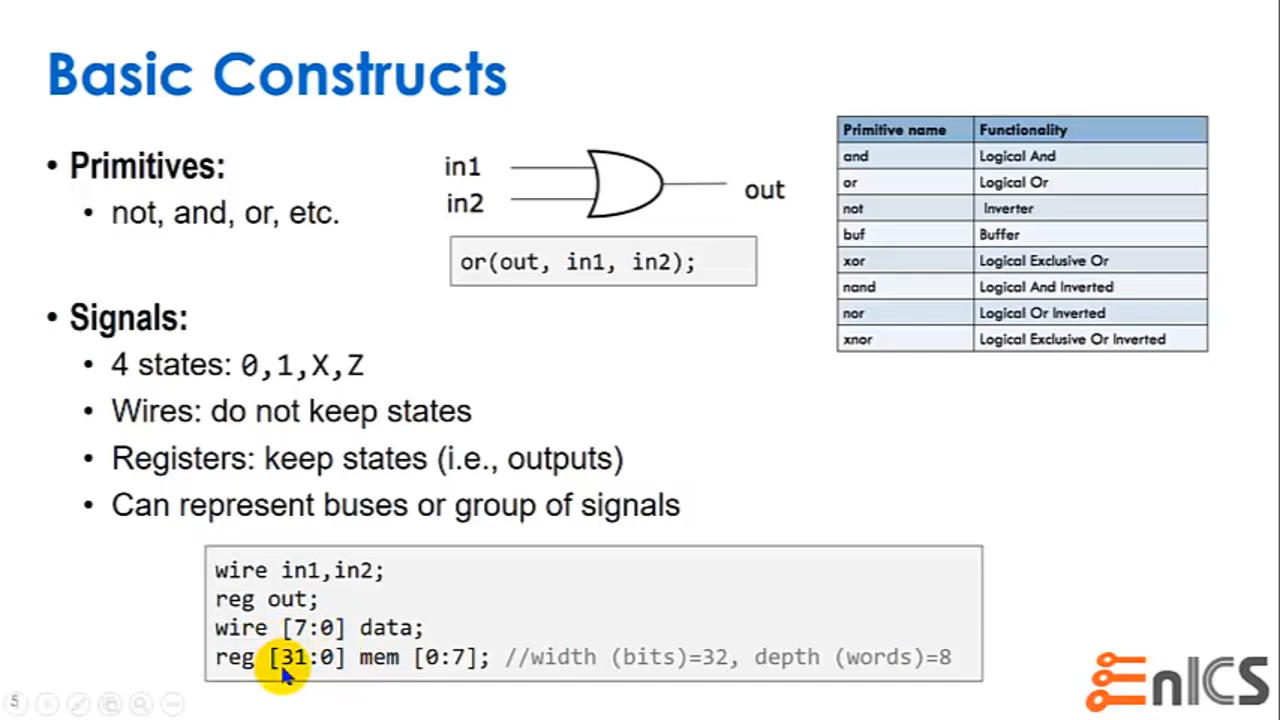 Basic Constructs
• Primitives:
• not, and, or, etc.
in1
in2
out
or(out, in1, in2);
Primitive name Functionality
and Logical And
or Logical Or
not Inverter
buf Buffer
xor Logical Exclusive Or
nand Logical And Inverted
nor Logical Or Inverted
xnor Logical Exclusive Or Inverted
• Signals:
• 4 states: 0,1,X,Z
• Wires: do not keep states
• Registers: keep states (i.e., outputs)
• Can represent buses or group of signals
wire in1,in2;
reg out;
wire [7:0] data;
reg [31:0] mem [0:7]; //width (bits)=32, depth (words)=8
5
EnICS